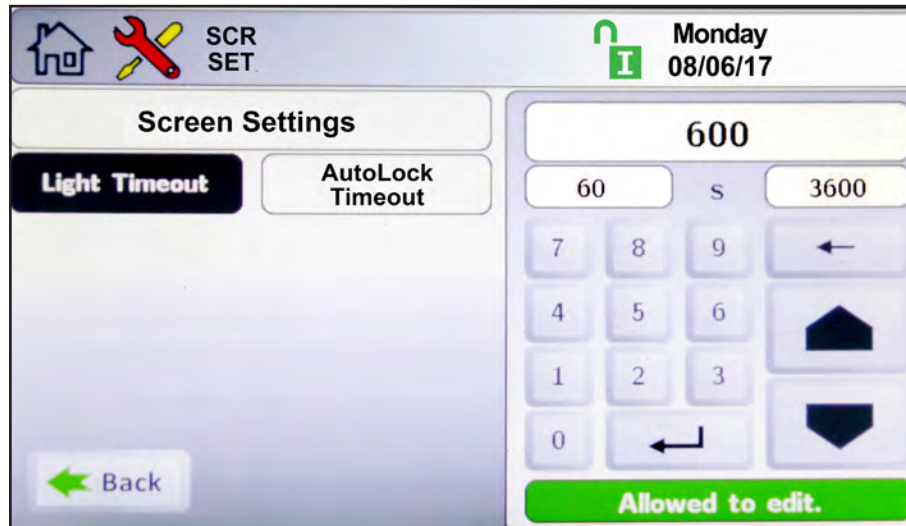 SCR
SET
I
Monday
08/06/17
Screen Settings
Light Timeout
AutoLock
Timeout
600
60 s 3600
7 8 9
4 5 6
1 2 3
0
Back
Allowed to edit.